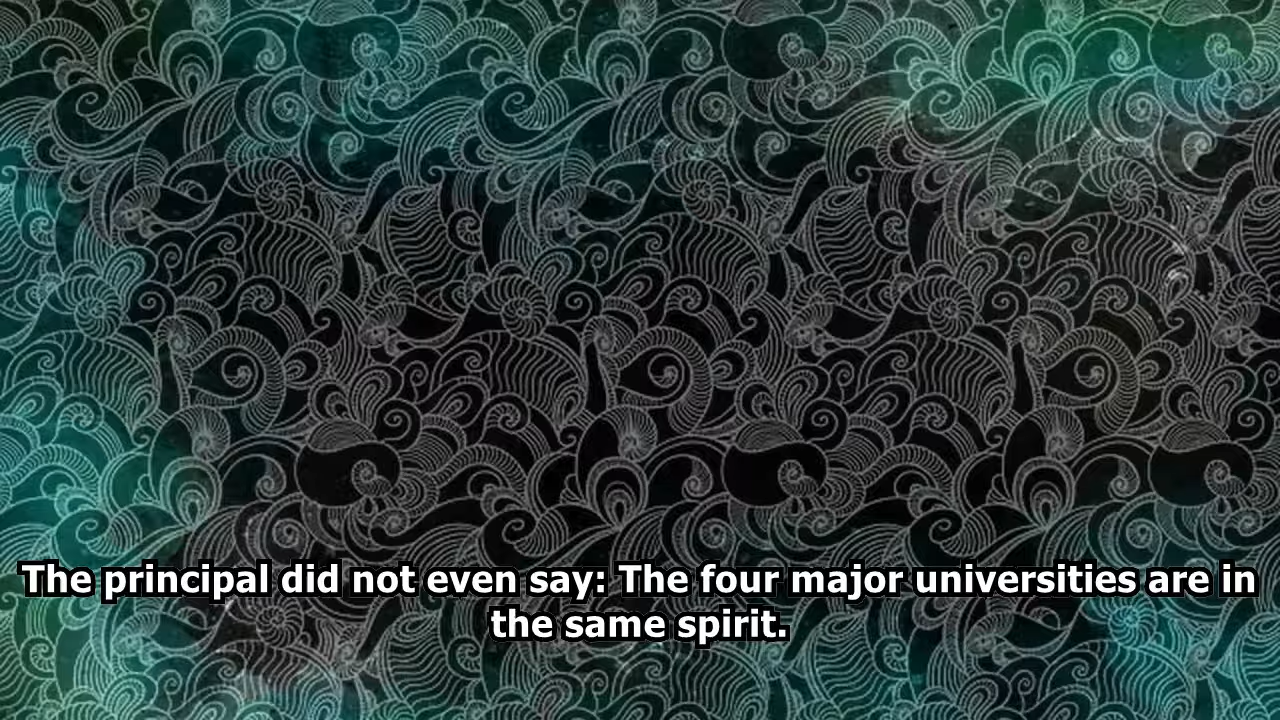 The principal did not even say: The four major universities are in
the same spirit.